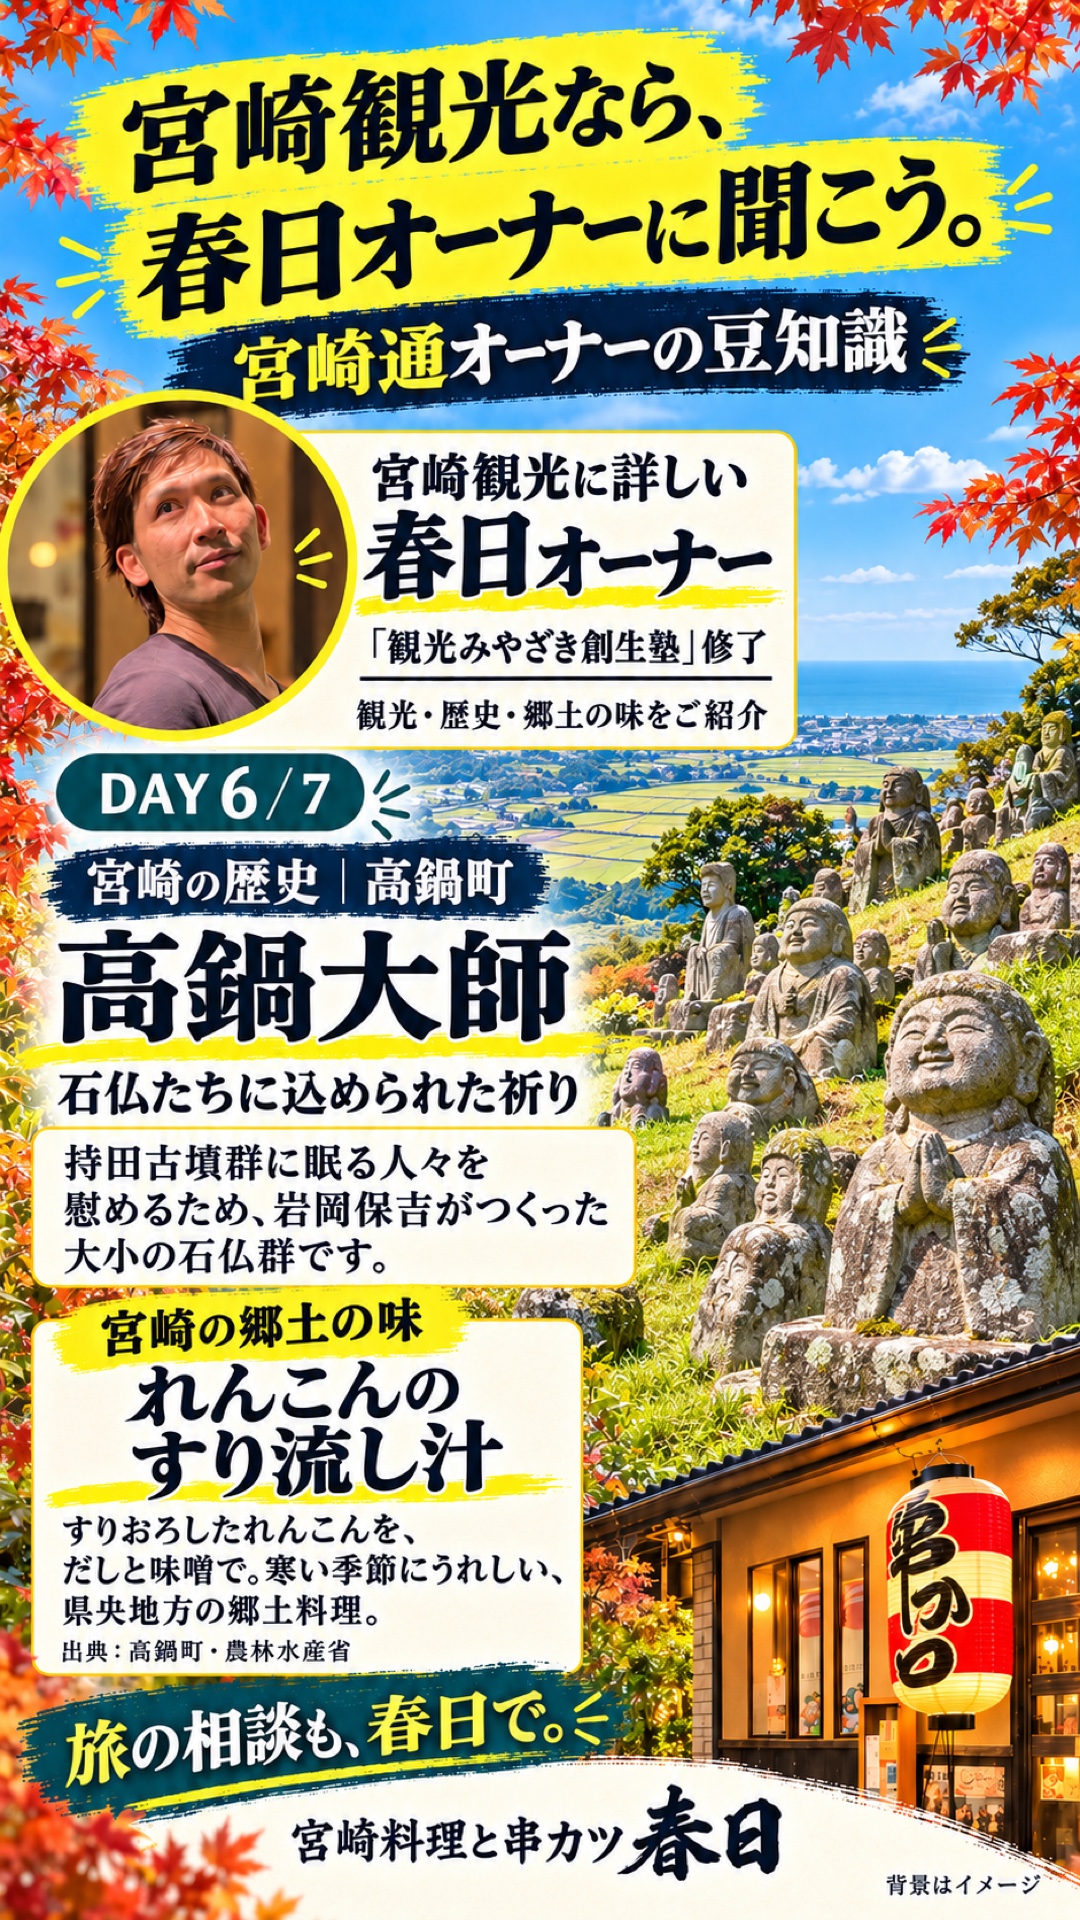 宮崎観光なら、
春日オーナーに聞こう。
宮崎通オーナーの豆知識
宮崎観光に詳しい
春日オーナー
「観光みやざき創生塾」修了
観光・歴史・郷土の味をご紹介
DAY 6/7
宮崎の歴史｜高鍋町
高鍋大師
石仏たちに込められた祈り
持田古墳群に眠る人々を
慰めるため、岩岡保吉がつくった
大小の石仏群です。
宮崎の郷土の味
れんこんの
すり流し汁
すりおろしたれんこんを、
だしと味噌で。寒い季節にうれしい、
県央地方の郷土料理。
出典：高鍋町・農林水産省
串カツ
旅の相談も、春日で。
宮崎料理と串カツ 春日
背景はイメージ